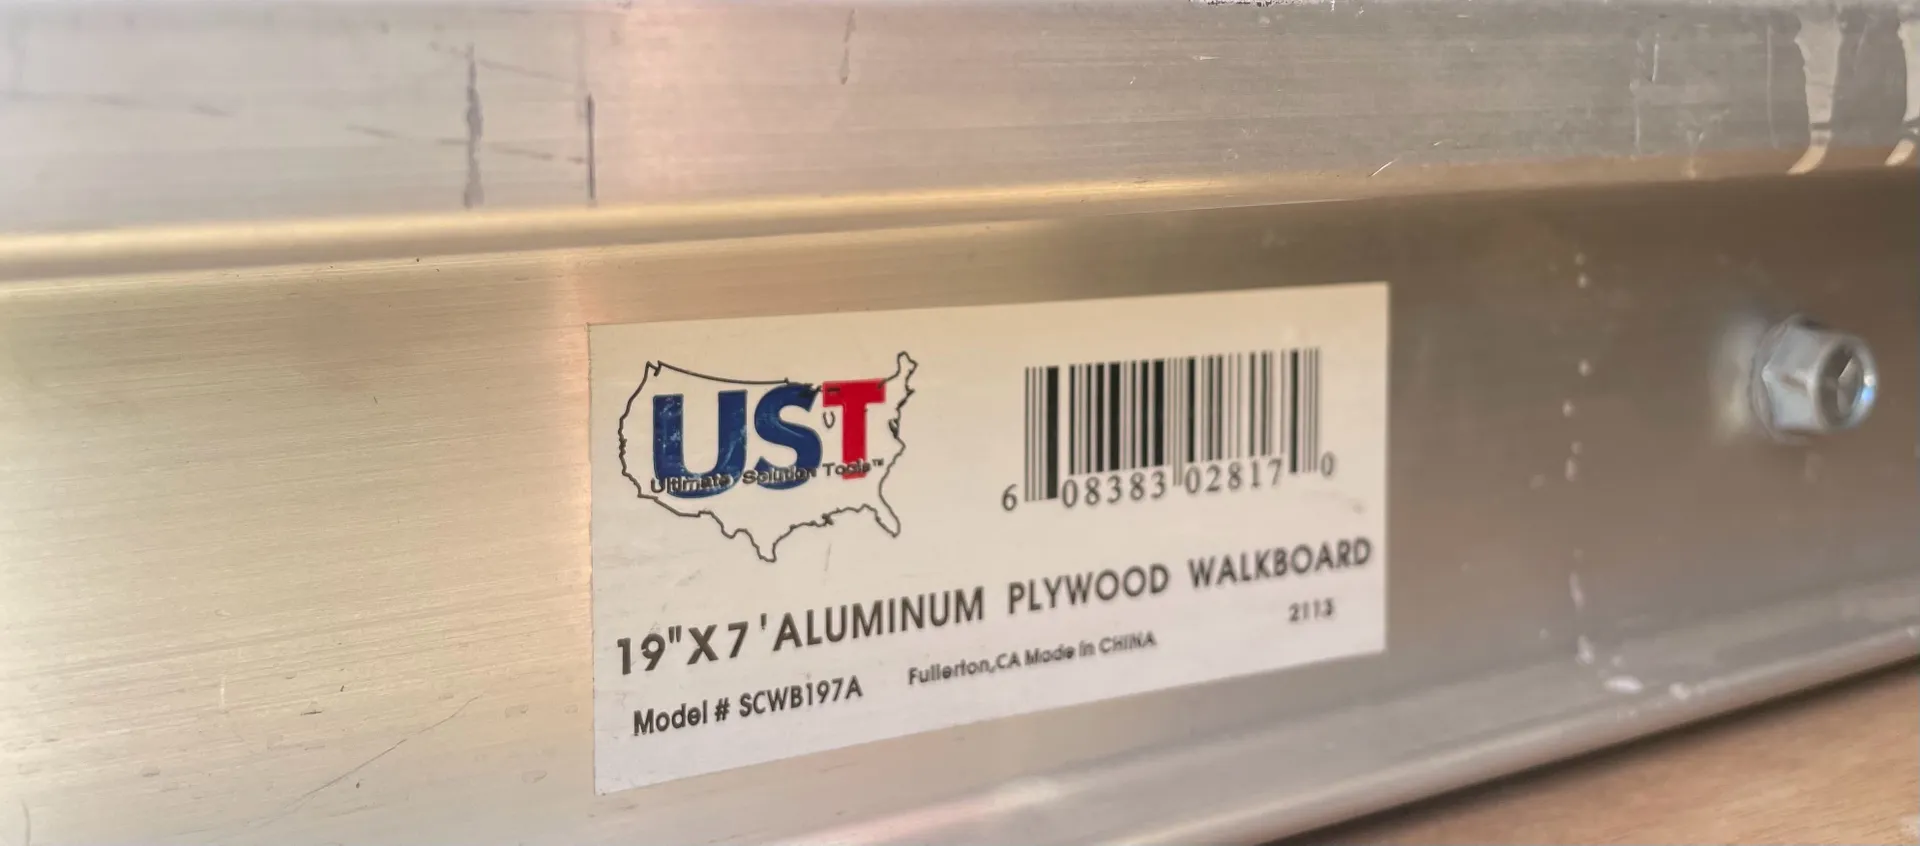 UST
Ultimate Solution Tools™
6 08383 02817 0
19"X7'ALUMINUM PLYWOOD WALKBOARD
2113
Model # SCWB197A Fullerton,CA Made in CHINA